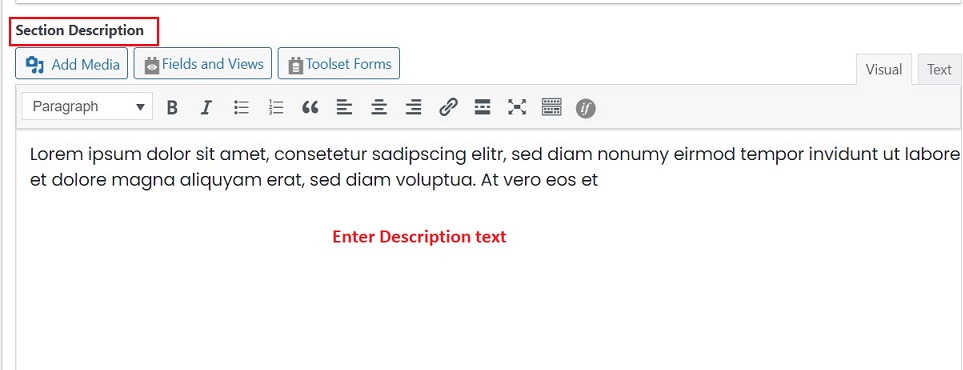 Section Description
Add Media Fields and Views Toolset Forms
Visual Text
Paragraph B I if
Lorem ipsum dolor sit amet, consetetur sadipscing elitr, sed diam nonumy eirmod tempor invidunt ut labore
et dolore magna aliquyam erat, sed diam voluptua. At vero eos et
Enter Description text